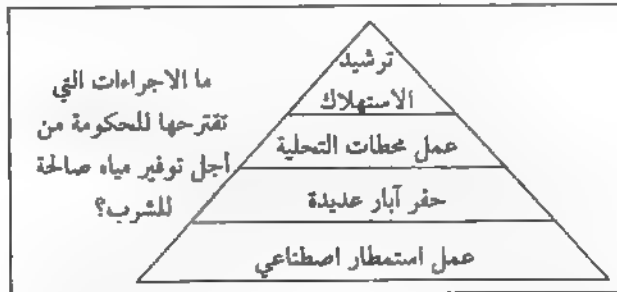 ما الاجراءات التي
تقترحها للحكومة من
أجل توفير مياه صالحة
للشرب؟
ترشيد
الاستهلاك
عمل محطات التحلية
حفر آبار عديدة
عمل استمطار اصطناعي